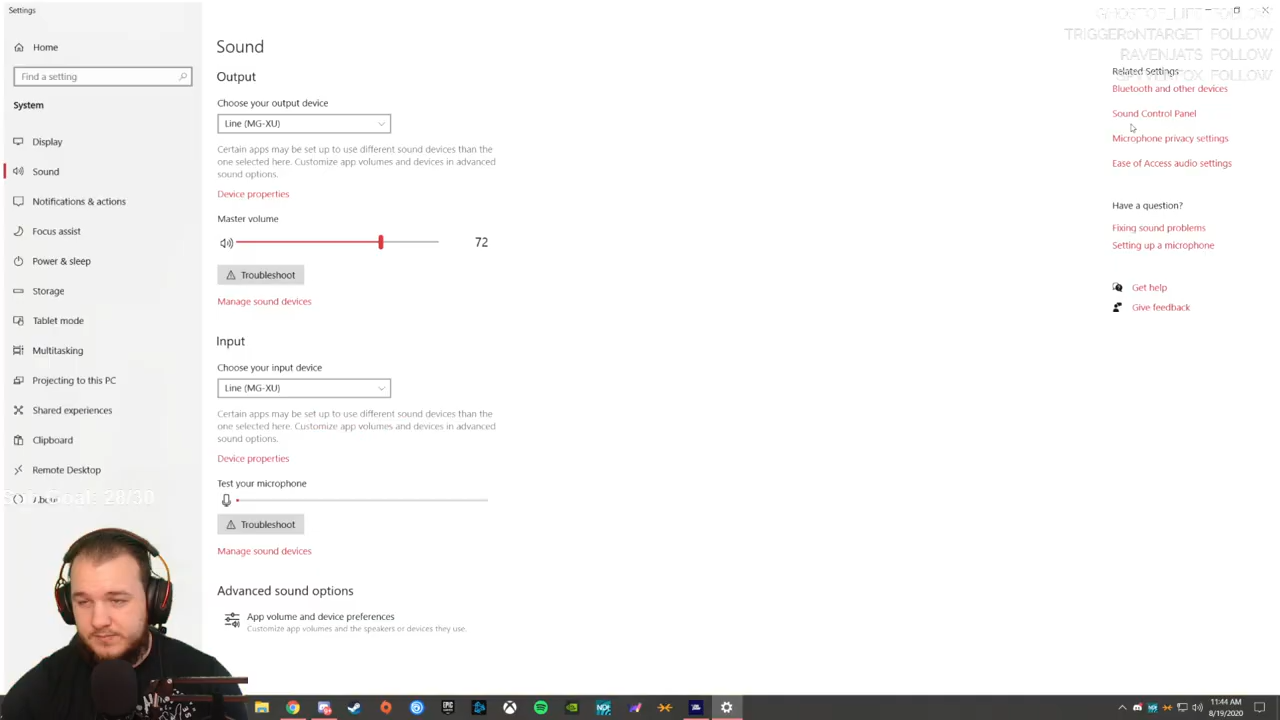 Settings
Home
Find a setting
System
Display
Sound
Notifications & actions
Focus assist
Power & sleep
Storage
Tablet mode
Multitasking
Projecting to this PC
Shared experiences
Clipboard
Remote Desktop
Goal: 28/30
Sound
Output
Choose your output device
Line (MG-XU)
Certain apps may be set up to use different sound devices than the
one selected here. Customize app volumes and devices in advanced
sound options.
Device properties
Master volume
72
Troubleshoot
Manage sound devices
Input
Choose your input device
Line (MG-XU)
Certain apps may be set up to use different sound devices than the
one selected here. Customize app volumes and devices in advanced
sound options.
Device properties
Test your microphone
Troubleshoot
Manage sound devices
Advanced sound options
App volume and device preferences
Customize app volumes and the speakers or devices they use.
FOLLOW
TRIGGERONTARGET FOLLOW
RAVENJATS FOLLOW
FOLLOW
Related Settings
Bluetooth and other devices
Sound Control Panel
Microphone privacy settings
Ease of Access audio settings
Have a question?
Fixing sound problems
Setting up a microphone
Get help
Give feedback
EPIC
11:44 AM
8/19/2020